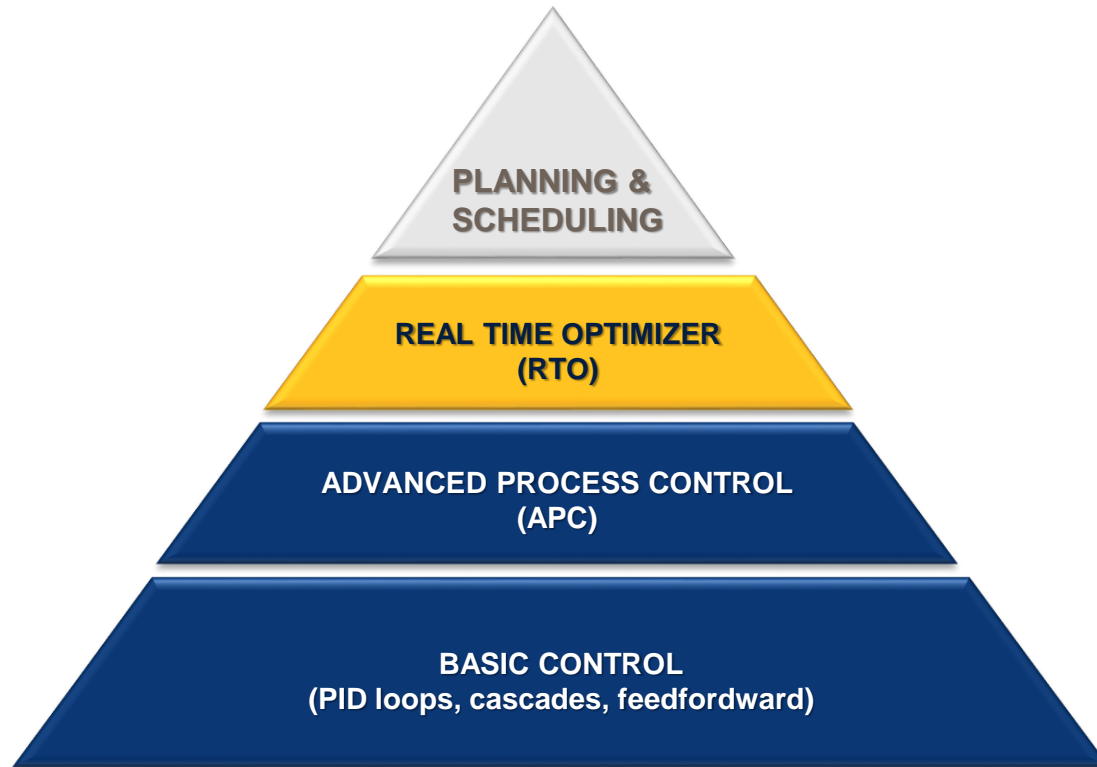 PLANNING &
SCHEDULING
REAL TIME OPTIMIZER
(RTO)
ADVANCED PROCESS CONTROL
(APC)
BASIC CONTROL
(PID loops, cascades, feedfordward)